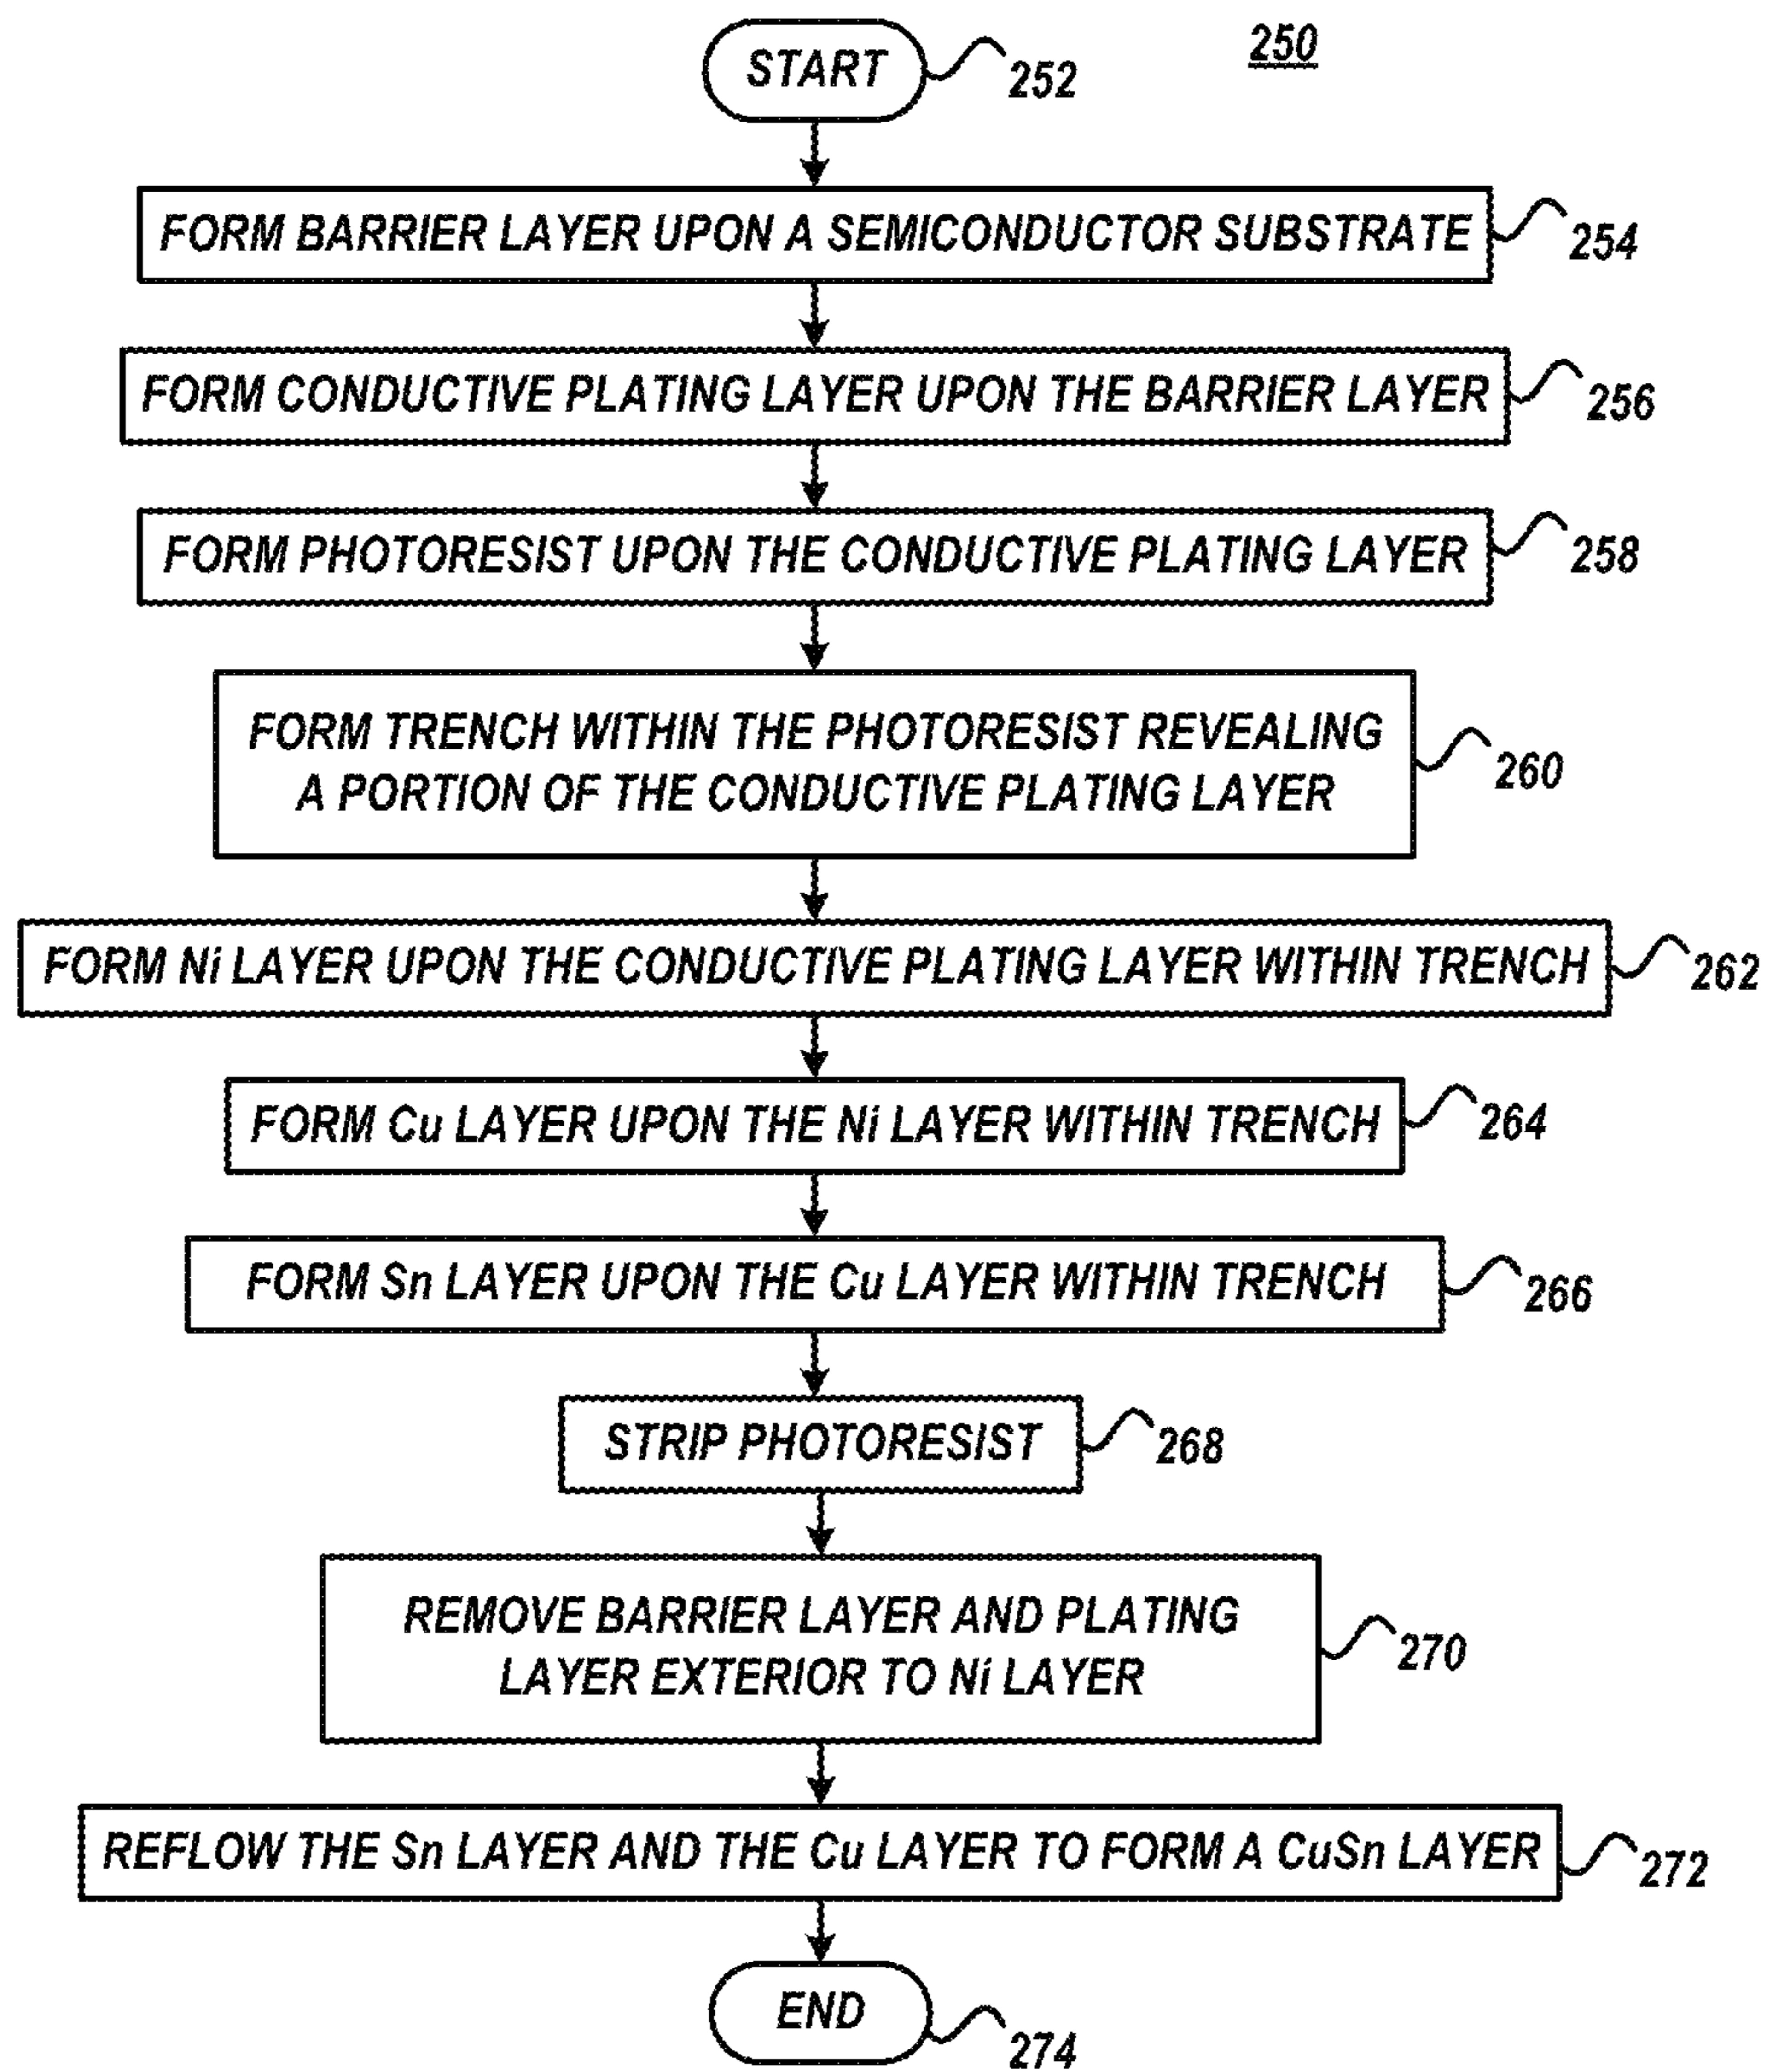 250
START
252
FORM BARRIER LAYER UPON A SEMICONDUCTOR SUBSTRATE
254
FORM CONDUCTIVE PLATING LAYER UPON THE BARRIER LAYER
256
FORM PHOTORESIST UPON THE CONDUCTIVE PLATING LAYER
258
FORM TRENCH WITHIN THE PHOTORESIST REVEALING
A PORTION OF THE CONDUCTIVE PLATING LAYER
260
FORM Ni LAYER UPON THE CONDUCTIVE PLATING LAYER WITHIN TRENCH
262
FORM Cu LAYER UPON THE Ni LAYER WITHIN TRENCH
264
FORM Sn LAYER UPON THE Cu LAYER WITHIN TRENCH
266
STRIP PHOTORESIST
268
REMOVE BARRIER LAYER AND PLATING
LAYER EXTERIOR TO Ni LAYER
270
REFLOW THE Sn LAYER AND THE Cu LAYER TO FORM A CuSn LAYER
272
END
274